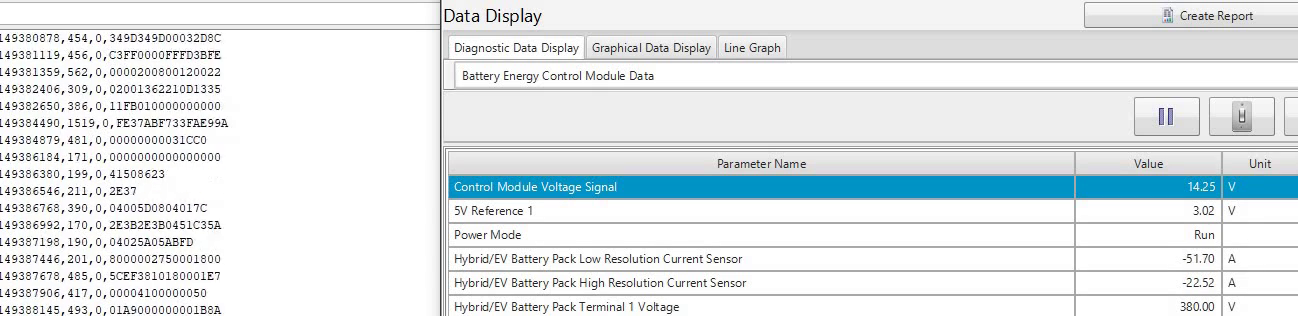 149380878,454,0,349D349D00032D8C
149381119,456,0,C3FF0000FFFD3BFE
149381359,562,0,0000200800120022
149382406,309,0,02001362210D1335
149382650,386,0,11FB010000000000
149384490,1519,0,FE37ABF733FAE99A
149384879,481,0,00000000031CC0
149386184,171,0,0000000000000000
149386380,199,0,41508623
149386546,211,0,2E37
149386768,390,0,04005D0804017C
149386992,170,0,2E3B2E3B0451C35A
149387198,190,0,04025A05ABFD
149387446,201,0,8000002750001800
149387678,485,0,5CEF3810180001E7
149387906,417,0,00004100000050
149388145,493,0,01A9000000001B8A
Data Display
Create Report
Diagnostic Data Display Graphical Data Display Line Graph
Battery Energy Control Module Data
Parameter Name Value Unit
Control Module Voltage Signal 14.25 V
5V Reference 1 3.02 V
Power Mode Run
Hybrid/EV Battery Pack Low Resolution Current Sensor -51.70 A
Hybrid/EV Battery Pack High Resolution Current Sensor -22.52 A
Hybrid/EV Battery Pack Terminal 1 Voltage 380.00 V